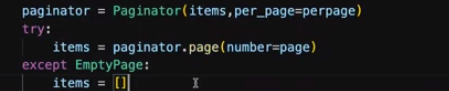 paginator = Paginator(items,per_page=perpage)
try:
    items = paginator.page(number=page)
except EmptyPage:
    items = []